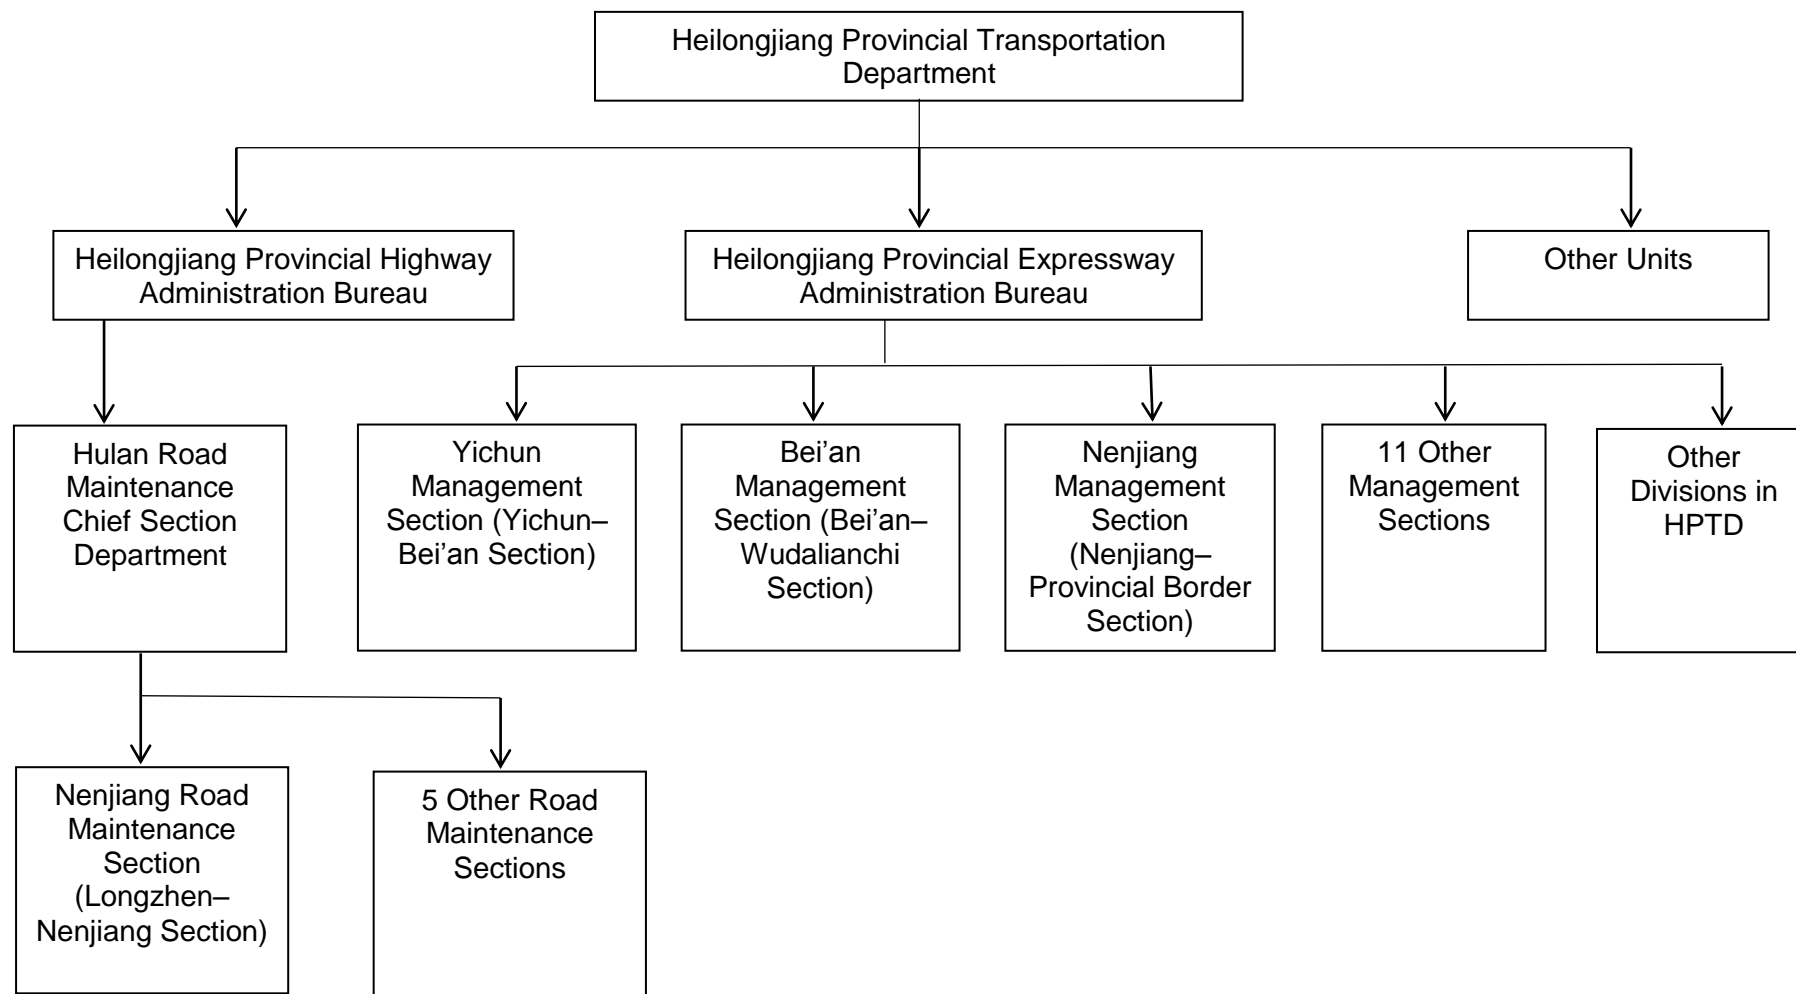 Heilongjiang Provincial Transportation
Department
Heilongjiang Provincial Highway
Administration Bureau
Heilongjiang Provincial Expressway
Administration Bureau
Other Units
Hulan Road
Maintenance
Chief Section
Department
Yichun
Management
Section (Yichun–
Bei’an Section)
Bei’an
Management
Section (Bei’an–
Wudalianchi
Section)
Nenjiang
Management
Section
(Nenjiang–
Provincial Border
Section)
11 Other
Management
Sections
Other
Divisions in
HPTD
Nenjiang Road
Maintenance
Section
(Longzhen–
Nenjiang Section)
5 Other Road
Maintenance
Sections